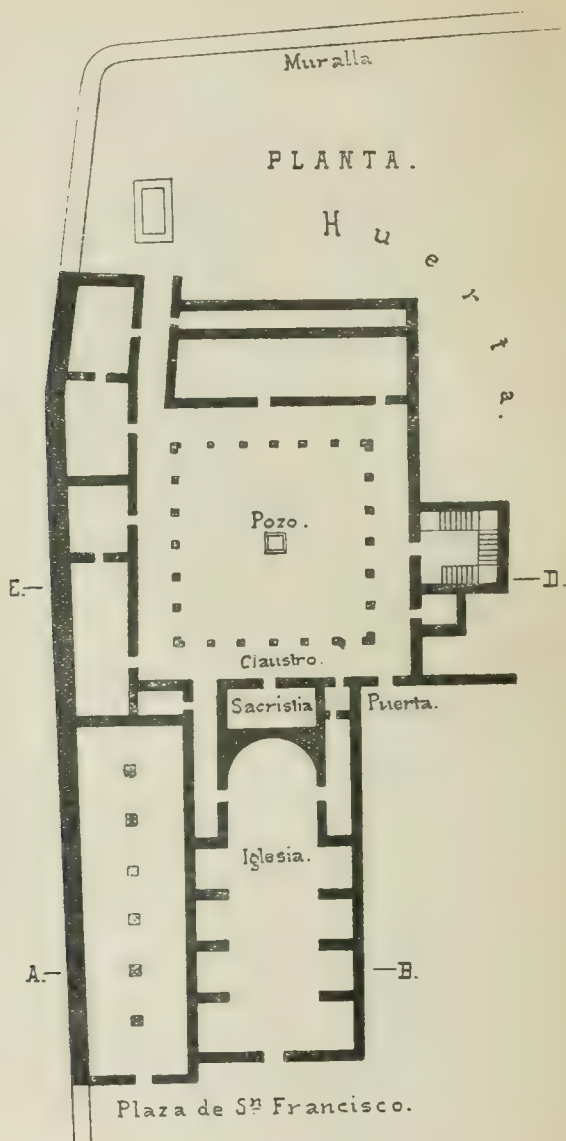 Muralla
PLANTA.
Huerta.
Pozo.
E.
D.
Claustro.
Sacristia
Puerta.
Iglesia.
A.
B.
Plaza de Sn Francisco.